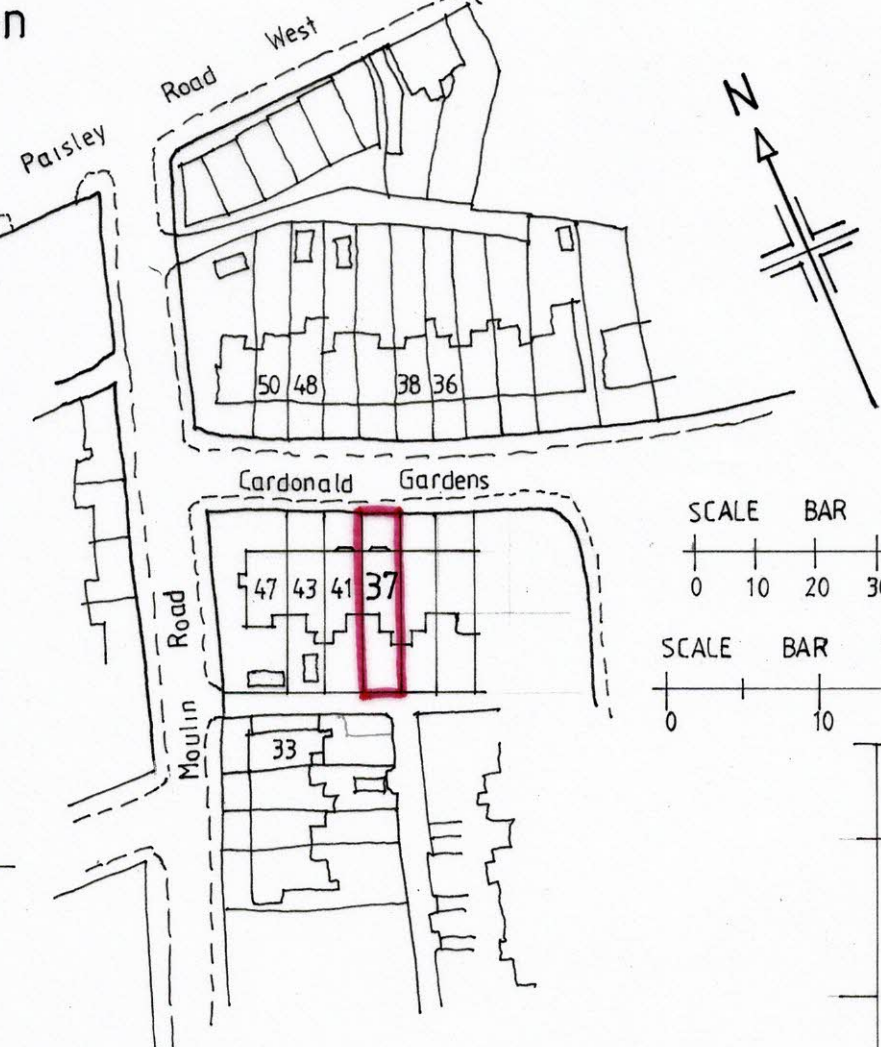 n
Paisley Road West
N
50 48 38 36
Cardonald Gardens
SCALE BAR
0 10 20
47 43 41 37
SCALE BAR
0 10
Moulin Road
33